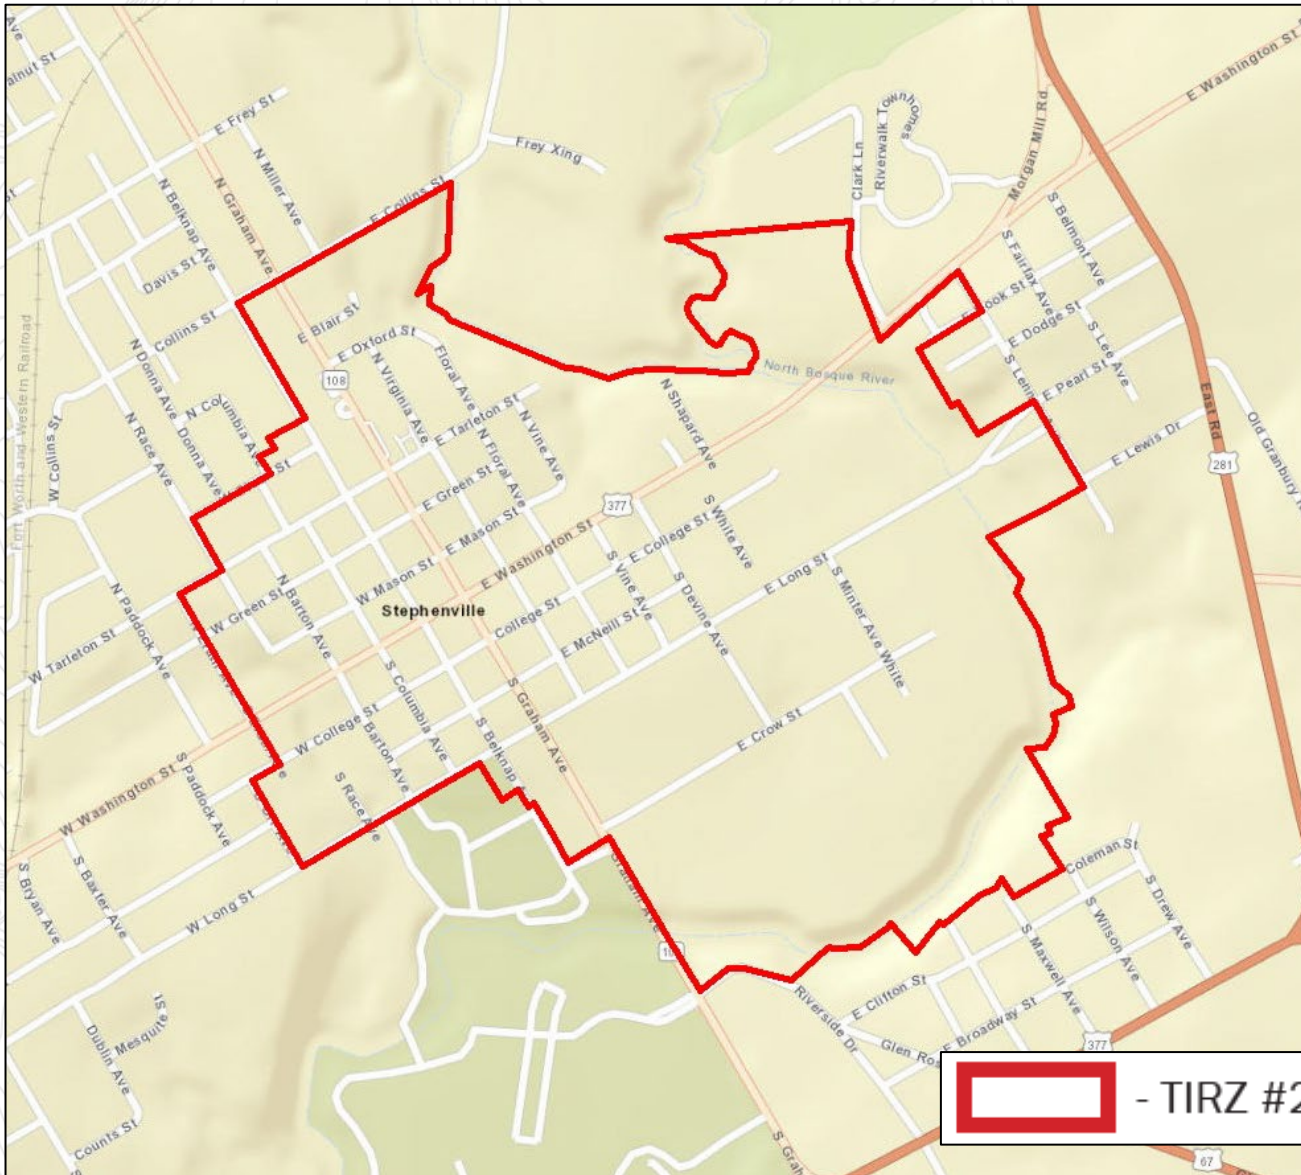 E Washington St
E Frey St
N Miller Ave
Frey Xing
Clark Ln
Riverwalk Townhomes
Morgan Mill Rd
N Belknap Ave
N Graham Ave
E Collins St
S Belmont Ave
S Fairfax Ave
Davis St
E Dodge St
S Lee Ave
Collins St
E Blair St
E Oxford St
108
N Donna Ave
N Virginia Ave
Floral Ave
North Bosque River
E Pearl St
N Shapard Ave
East Rd
Old Granbury
Fort Worth and Western Railroad
W Collins St
N Race Ave
Donna Ave
N Columbia Ave
E Tarleton St
N Vine Ave
N Floral Ave
E Lewis Dr
281
E Green St
377
E Mason St
S White Ave
E College St
E Washington St
W Mason St
N Paddock Ave
W Green St
N Barton Ave
Stephenville
College St
S Vine Ave
S Devine Ave
E Long St
S Minter Ave White
E McNeill St
W Tarleton St
S Columbia Ave
S Graham Ave
W College St
Barton Ave
S Belknap A
E Crow St
W Washington St
S Paddock Ave
S Race Ave
S Bryan Ave
S Baxter Ave
W Long St
Coleman St
S Drew Ave
S Wilson Ave
S Maxwell Ave
Graham Ave
Riverside Dr
E Clifton St
E Broadway St
Glen Ros
377
Mesquite St
Dublin Ave
Counts St
S Grah
67
- TIRZ #2